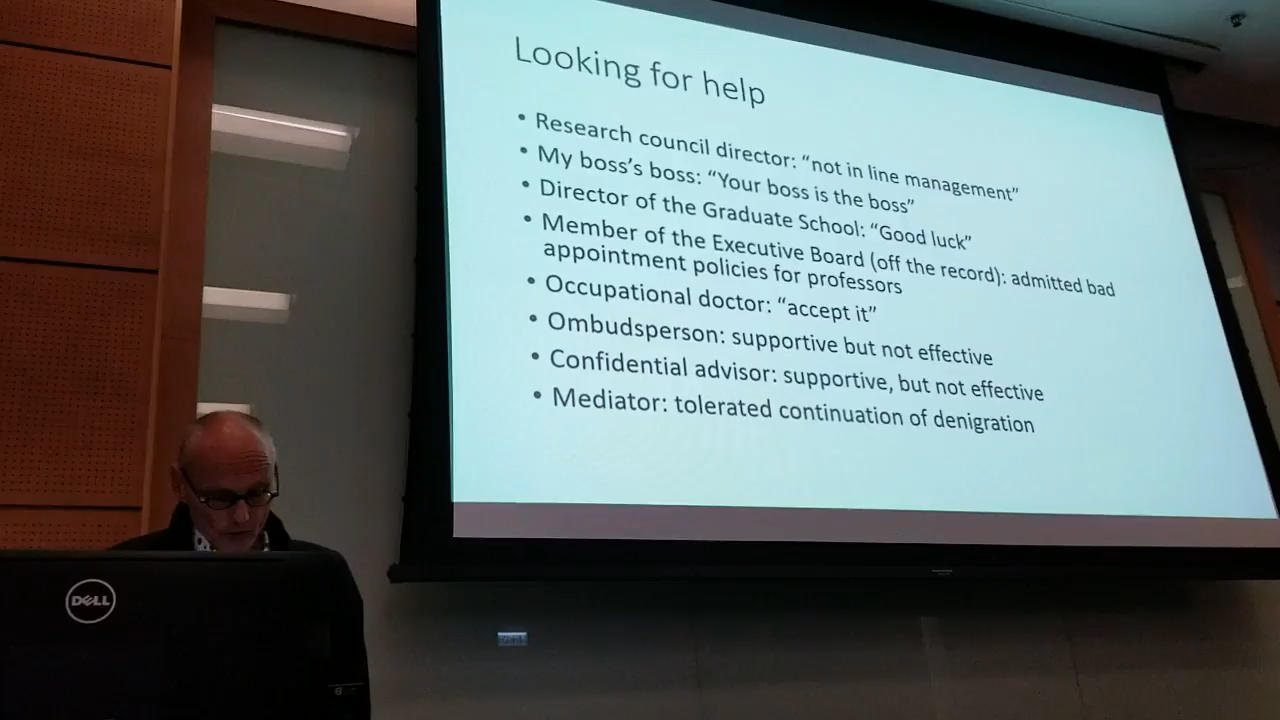 Looking for help
• Research council director: “not in line management”
• My boss’s boss: “Your boss is the boss”
• Director of the Graduate School: “Good luck”
• Member of the Executive Board (off the record): admitted bad
appointment policies for professors
• Occupational doctor: “accept it”
• Ombudsperson: supportive but not effective
• Confidential advisor: supportive, but not effective
• Mediator: tolerated continuation of denigration
DELL